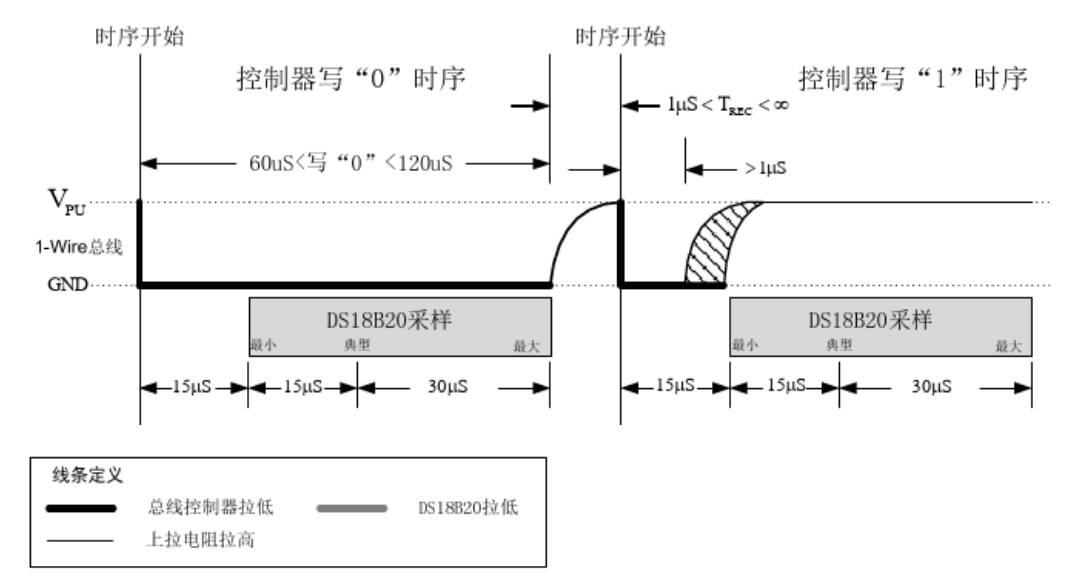 时序开始
时序开始
控制器写“0”时序
控制器写“1”时序
1μS < TREC < ∞
60uS<写“0”<120uS
>1μS
VPU
1-Wire总线
GND
DS18B20采样
最小 典型 最大
DS18B20采样
最小 典型 最大
15μS 15μS 30μS
15μS 15μS 30μS
线条定义
总线控制器拉低 DS18B20拉低
上拉电阻拉高